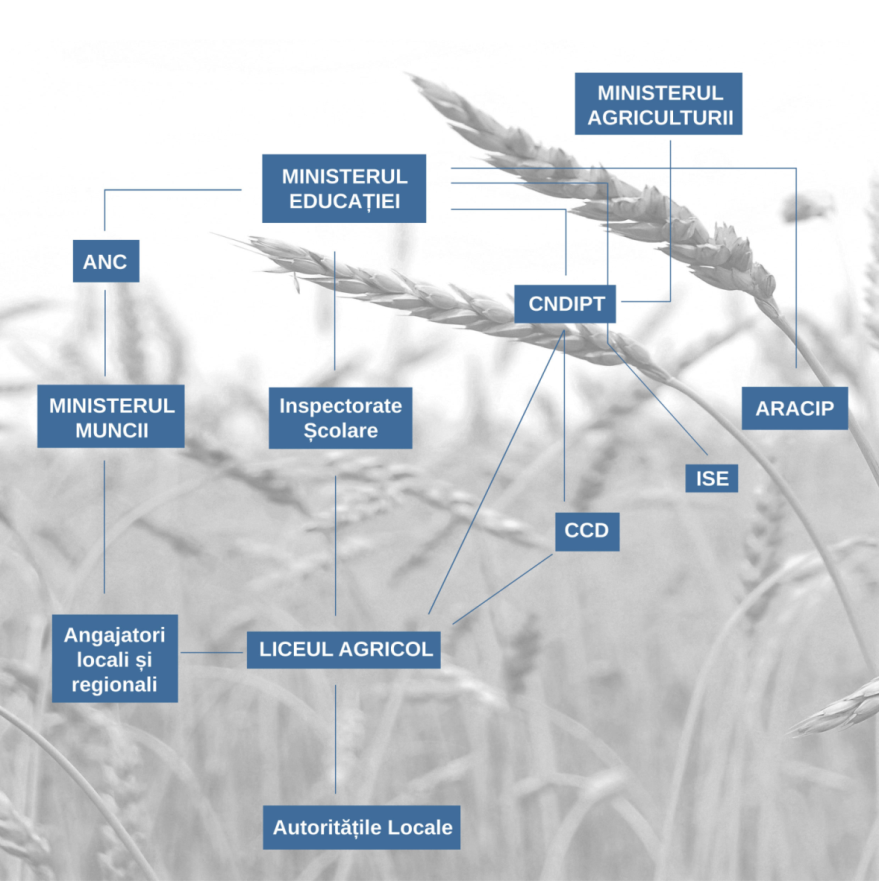 MINISTERUL
AGRICULTURII
MINISTERUL
EDUCAȚIEI
ANC
CNDIPT
MINISTERUL
MUNCII
Inspectorate
Școlare
ARACIP
ISE
CCD
Angajatori
locali și
regionali
LICEUL AGRICOL
Autoritățile Locale